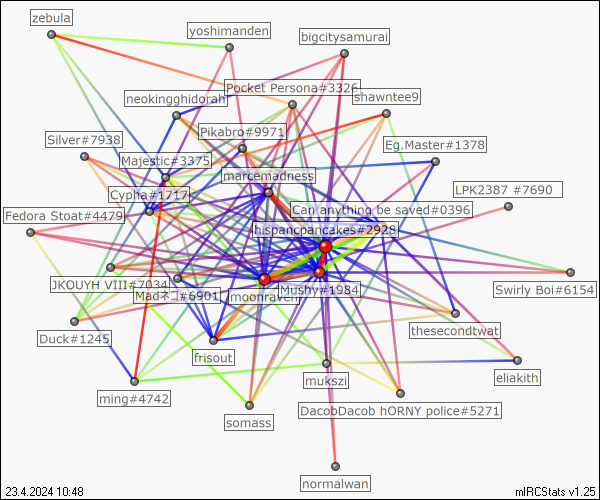 zebula
yoshimanden
bigcitysamurai
Pocket Persona#3326
shawntee9
neokingghidorah
Pikabro#9971
Silver#7938
Majestic#3375
Eg.Master#1378
marcemadness
Cypha#1717
LPK2387 #7690
Can anything be saved#0396
Fedora Stoat#4479
hispancpancakes#2928
JKOUYH VIII#7034
Madネコ#6901
moonraven
Mushy#1984
Swirly Boi#6154
Duck#1245
thesecondtwat
frisout
mukszi
eliakith
ming#4742
DacobDacob hORNY police#5271
somass
normalwan
23.4.2024 10:48
mIRCStats v1.25